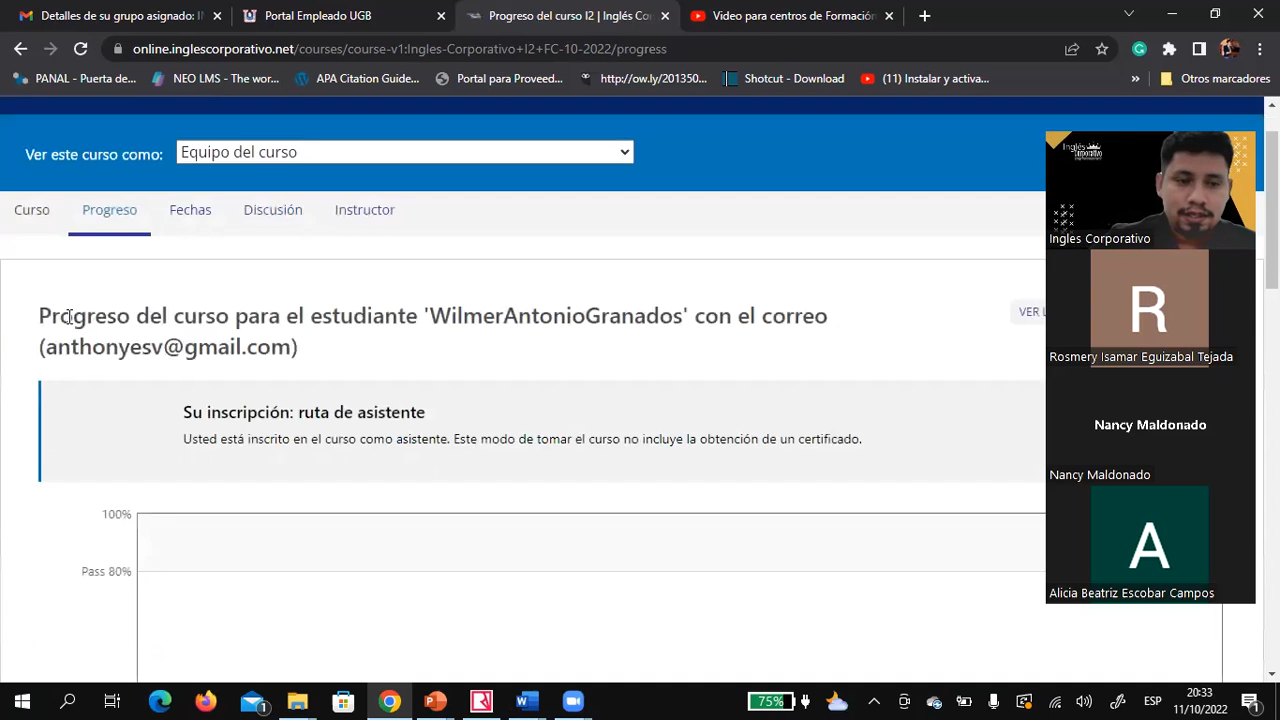 Detalles de su grupo asignado: I
Portal Empleado UGB
Progreso del curso I2 | Inglés Co
Video para centros de Formación
online.inglescorporativo.net/courses/course-v1:Ingles-Corporativo+I2+FC-10-2022/progress
PANAL - Puerta de...
NEO LMS - The wor...
APA Citation Guide...
Portal para Proveed...
http://ow.ly/201350...
Shotcut - Download
(11) Instalar y activa...
Otros marcadores
Ver este curso como:
Equipo del curso
Curso
Progreso
Fechas
Discusión
Instructor
Progreso del curso para el estudiante 'WilmerAntonioGranados' con el correo
(anthonyesv@gmail.com)
VER
Su inscripción: ruta de asistente
Usted está inscrito en el curso como asistente. Este modo de tomar el curso no incluye la obtención de un certificado.
100%
Pass 80%
Inglés
Corporativo
Ingles Corporativo
R
Rosmery Isamar Eguizabal Tejada
Nancy Maldonado
Nancy Maldonado
A
Alicia Beatriz Escobar Campos
1
75%
ESP
20:33
11/10/2022
1